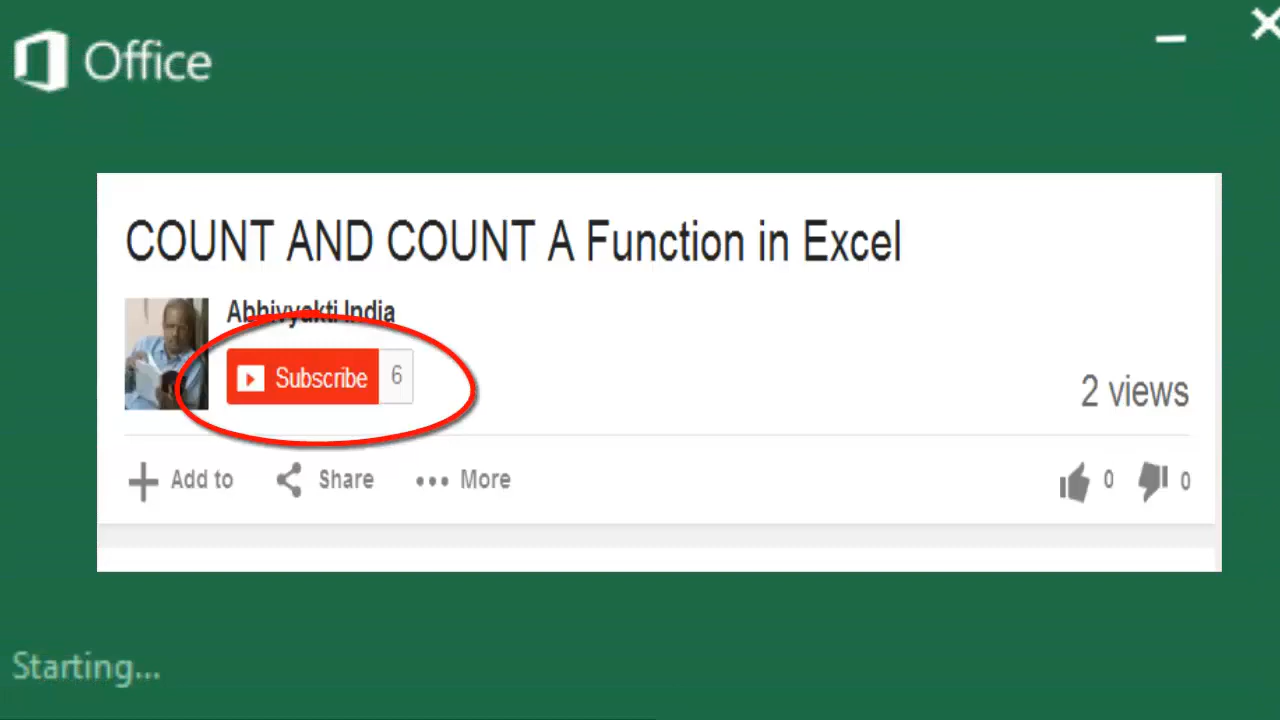 Office
COUNT AND COUNT A Function in Excel
Abhivyakti India
Subscribe 6
2 views
Add to Share More 0 0
Starting...